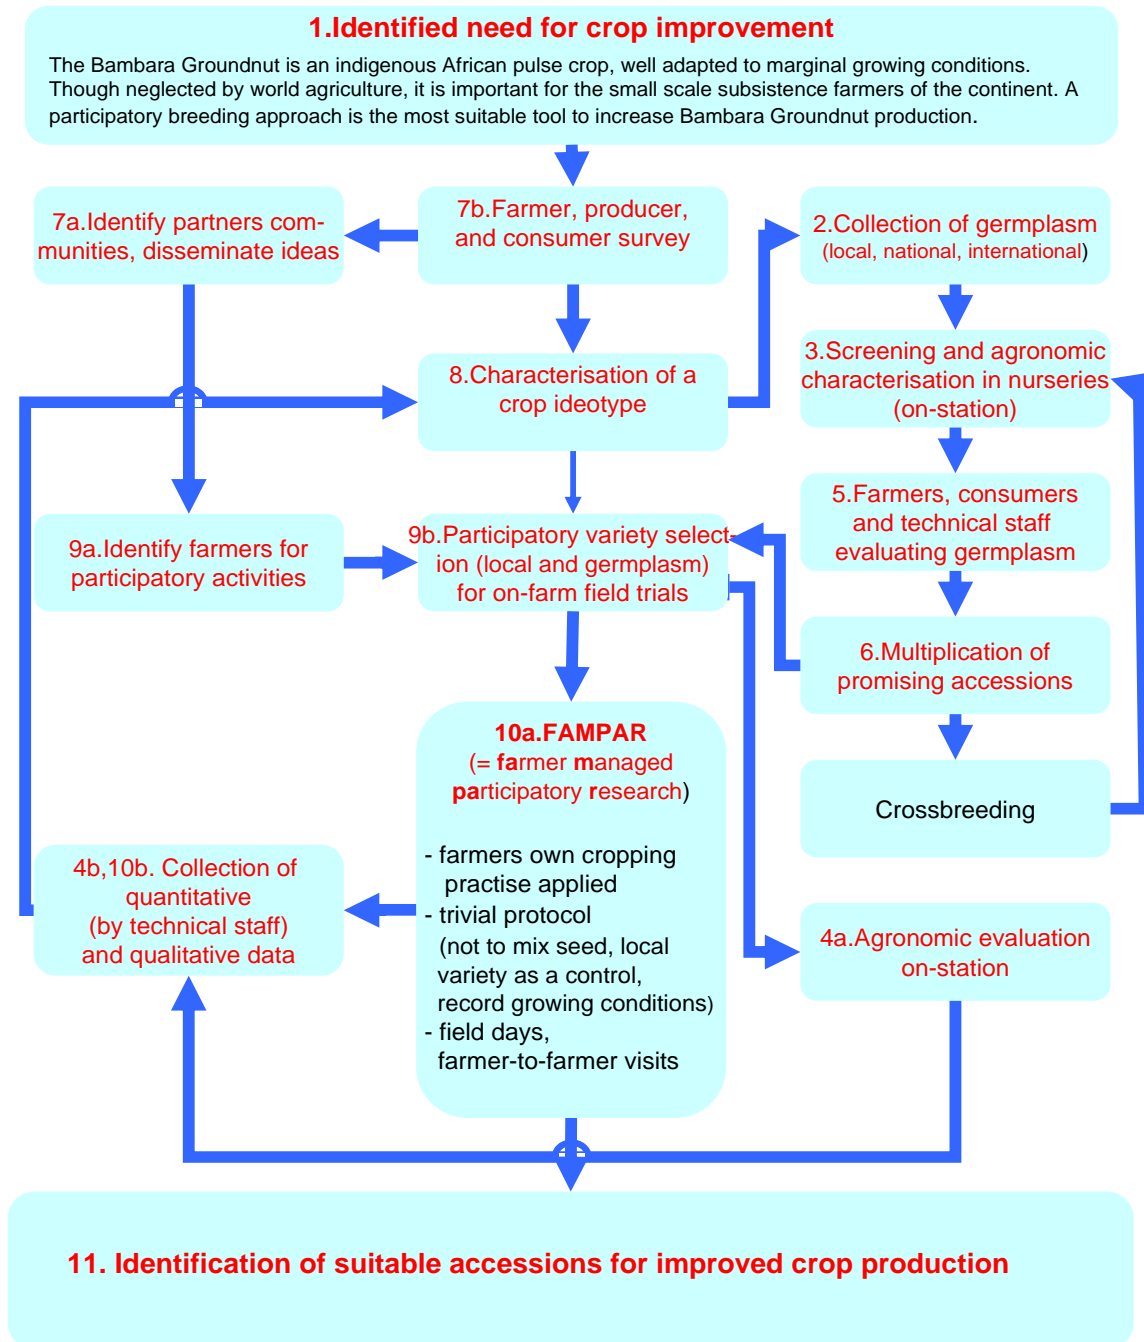 1.Identified need for crop improvement
The Bambara Groundnut is an indigenous African pulse crop, well adapted to marginal growing conditions.
Though neglected by world agriculture, it is important for the small scale subsistence farmers of the continent. A
participatory breeding approach is the most suitable tool to increase Bambara Groundnut production.
7a.Identify partners com-
munities, disseminate ideas
7b.Farmer, producer,
and consumer survey
2.Collection of germplasm
(local, national, international)
8.Characterisation of a
crop ideotype
3.Screening and agronomic
characterisation in nurseries
(on-station)
9a.Identify farmers for
participatory activities
9b.Participatory variety select-
ion (local and germplasm)
for on-farm field trials
5.Farmers, consumers
and technical staff
evaluating germplasm
6.Multiplication of
promising accessions
10a.FAMPAR
(= farmer managed
participatory research)
- farmers own cropping
practise applied
- trivial protocol
(not to mix seed, local
variety as a control,
record growing conditions)
- field days,
farmer-to-farmer visits
Crossbreeding
4b,10b. Collection of
quantitative
(by technical staff)
and qualitative data
4a.Agronomic evaluation
on-station
11. Identification of suitable accessions for improved crop production